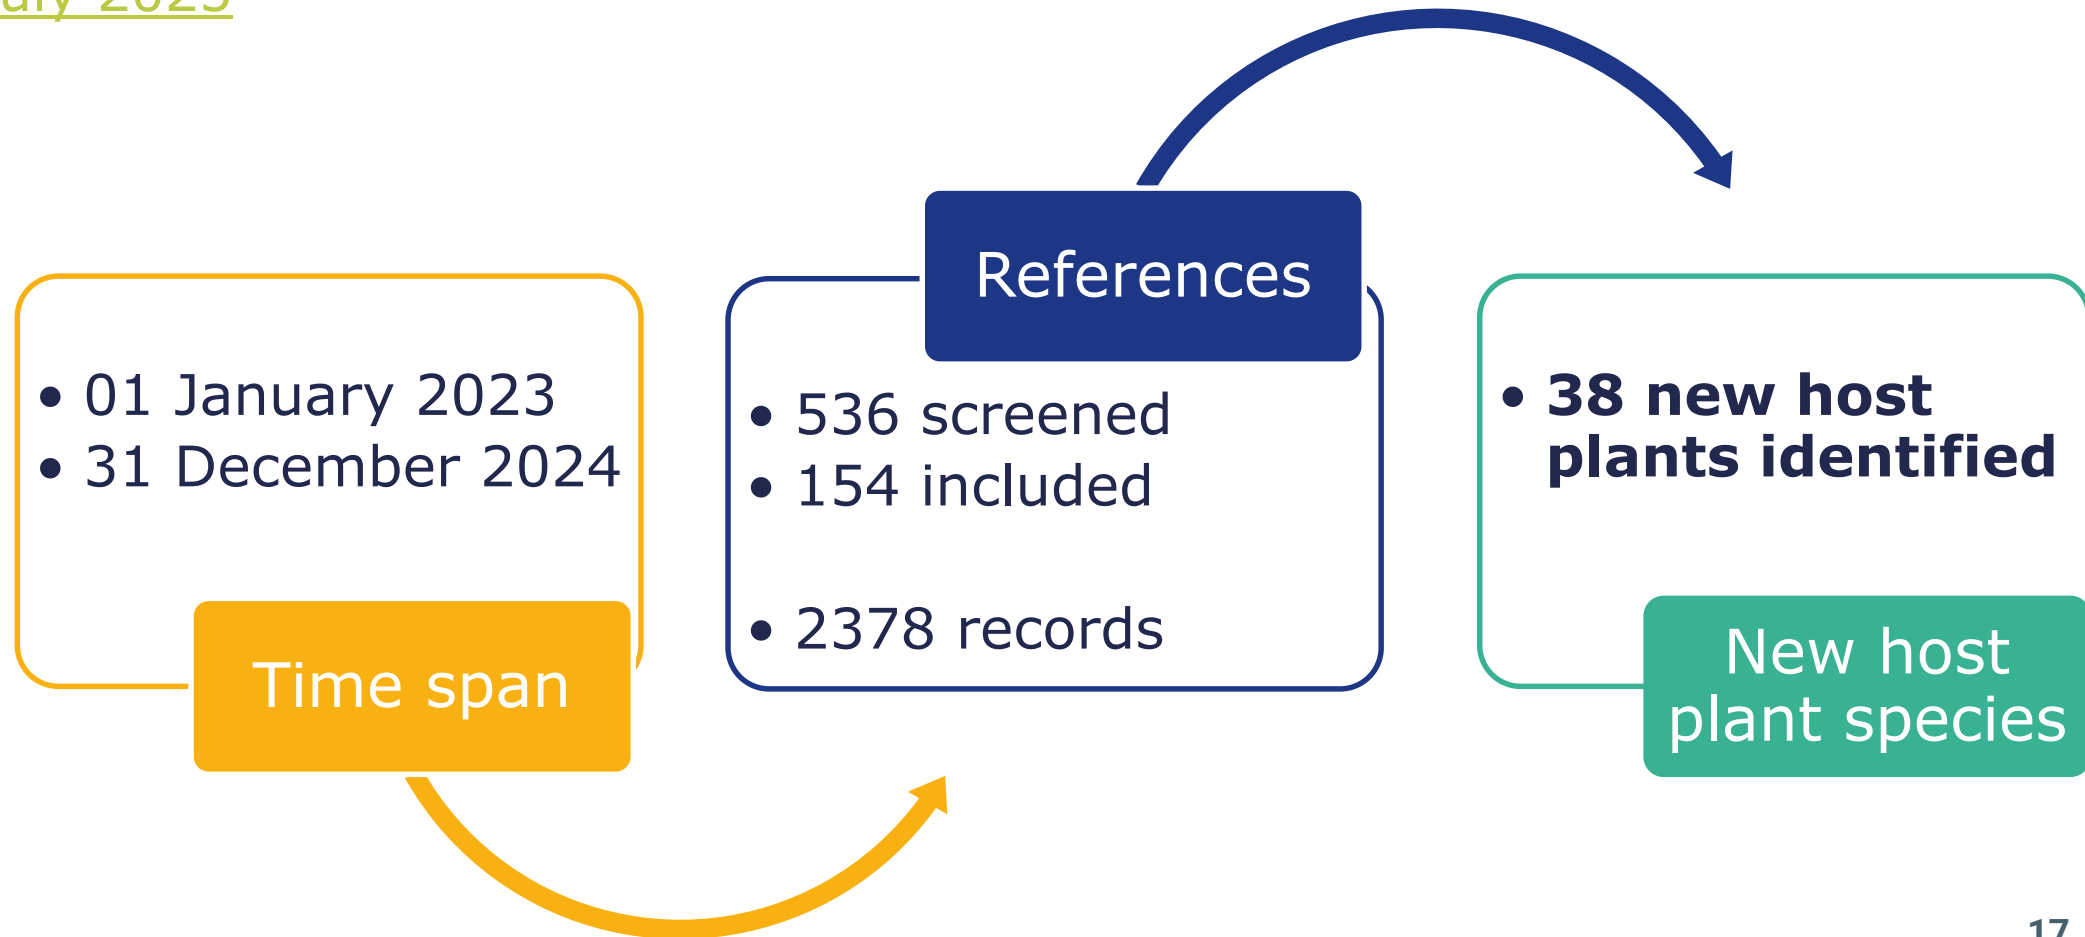 2025
• 01 January 2023
• 31 December 2024
Time span
References
• 536 screened
• 154 included
• 2378 records
• 38 new host
plants identified
New host
plant species
17